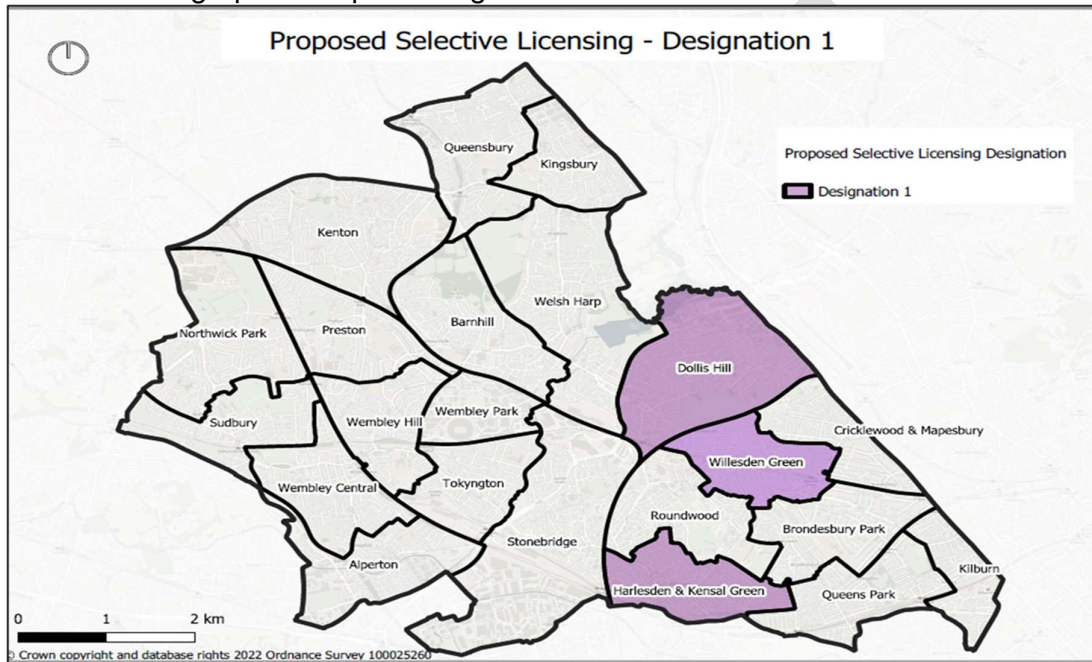 Proposed Selective Licensing - Designation 1
Queensbury
Kingsbury
Proposed Selective Licensing Designation
Designation 1
Kenton
Welsh Harp
Northwick Park
Preston
Barnhill
Dollis Hill
Sudbury
Wembley Hill
Wembley Park
Cricklewood & Mapesbury
Willesden Green
Wembley Central
Tokyngton
Roundwood
Brondesbury Park
Stonebridge
Alperton
Kilburn
Harlesden & Kensal Green
Queens Park
0 1 2 km
© Crown copyright and database rights 2022 Ordnance Survey 100025260